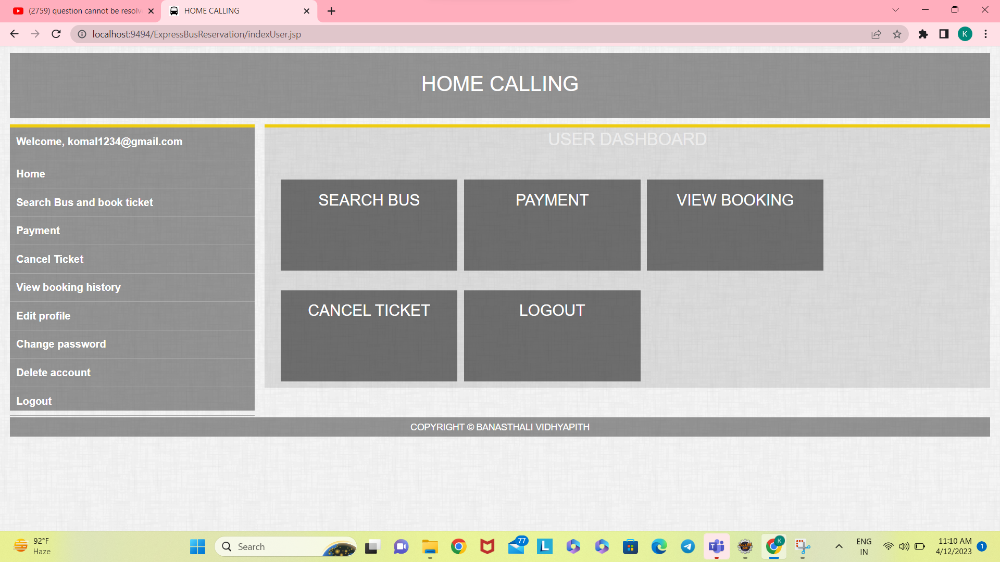 (2759) question cannot be resolv
HOME CALLING
localhost:9494/ExpressBusReservation/indexUser.jsp
K
HOME CALLING
Welcome, komal1234@gmail.com
Home
Search Bus and book ticket
Payment
Cancel Ticket
View booking history
Edit profile
Change password
Delete account
Logout
USER DASHBOARD
SEARCH BUS
PAYMENT
VIEW BOOKING
CANCEL TICKET
LOGOUT
COPYRIGHT © BANASTHALI VIDHYAPITH
92°F
Haze
Search
77
L
K
ENG
IN
11:10 AM
4/12/2023
1